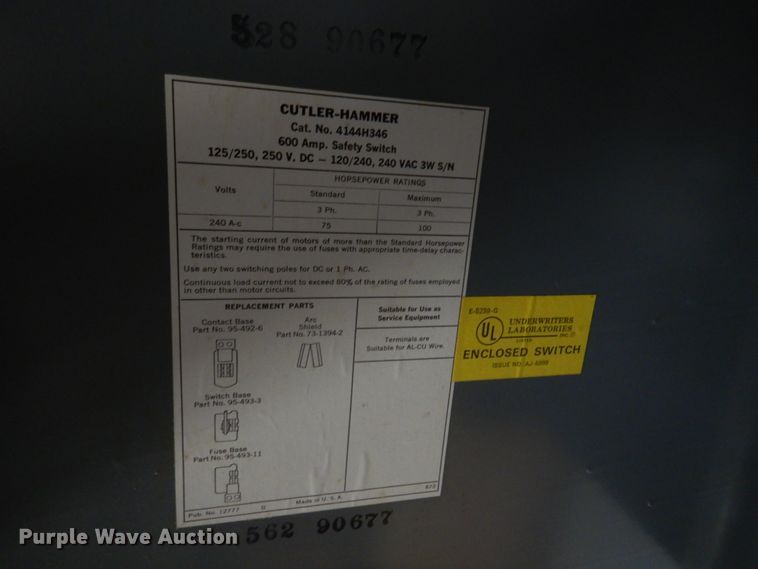 528 90677
CUTLER-HAMMER
Cat. No. 4144H346
600 Amp. Safety Switch
125/250, 250 V. DC — 120/240, 240 VAC 3W S/N
Volts
HORSEPOWER RATINGS
Standard
Maximum
3 Ph.
3 Ph.
240 A-c
75
100
The starting current of motors of more than the Standard Horsepower
Ratings may require the use of fuses with appropriate time-delay charac-
teristics.
Use any two switching poles for DC or 1 Ph. AC.
Continuous load current not to exceed 80% of the rating of fuses employed
in other than motor circuits.
REPLACEMENT PARTS
Contact Base
Part No. 95-492-6
Arc
Shield
Part No. 73-1394-2
Switch Base
Part No. 95-493-3
Fuse Base
Part No. 95-493-11
Suitable for Use as
Service Equipment
Terminals are
Suitable for AL-CU Wire.
Pub. No. 12777
Made in U. S. A.
UL
UNDERWRITERS
LABORATORIES
INC.
LISTED
ENCLOSED SWITCH
ISSUE NO.
562 90677
Purple Wave Auction